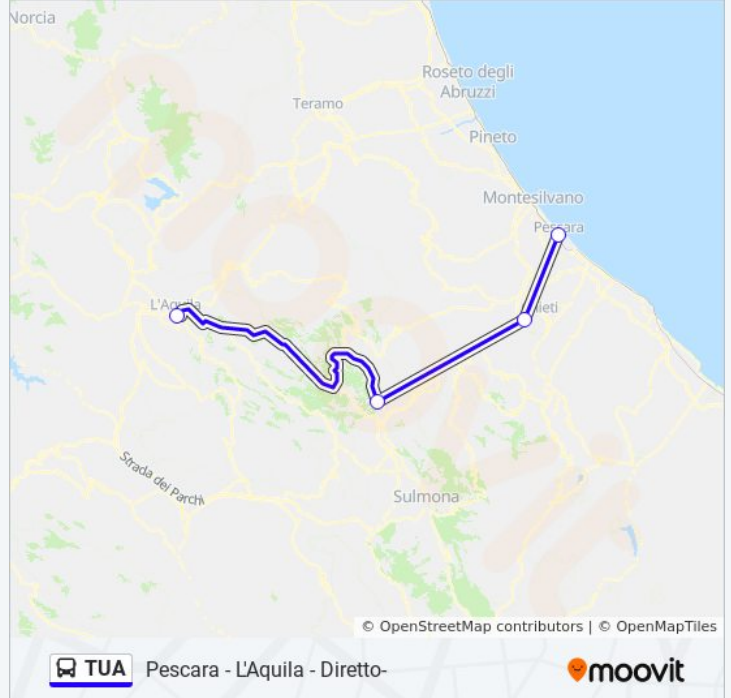 Norcia
Roseto degli
Abruzzi
Teramo
Pineto
Montesilvano
Pescara
L'Aquila
ieti
Strada dei Parchi
Sulmona
© OpenStreetMap contributors | © OpenMapTiles
TUA Pescara - L'Aquila - Diretto-
moovit